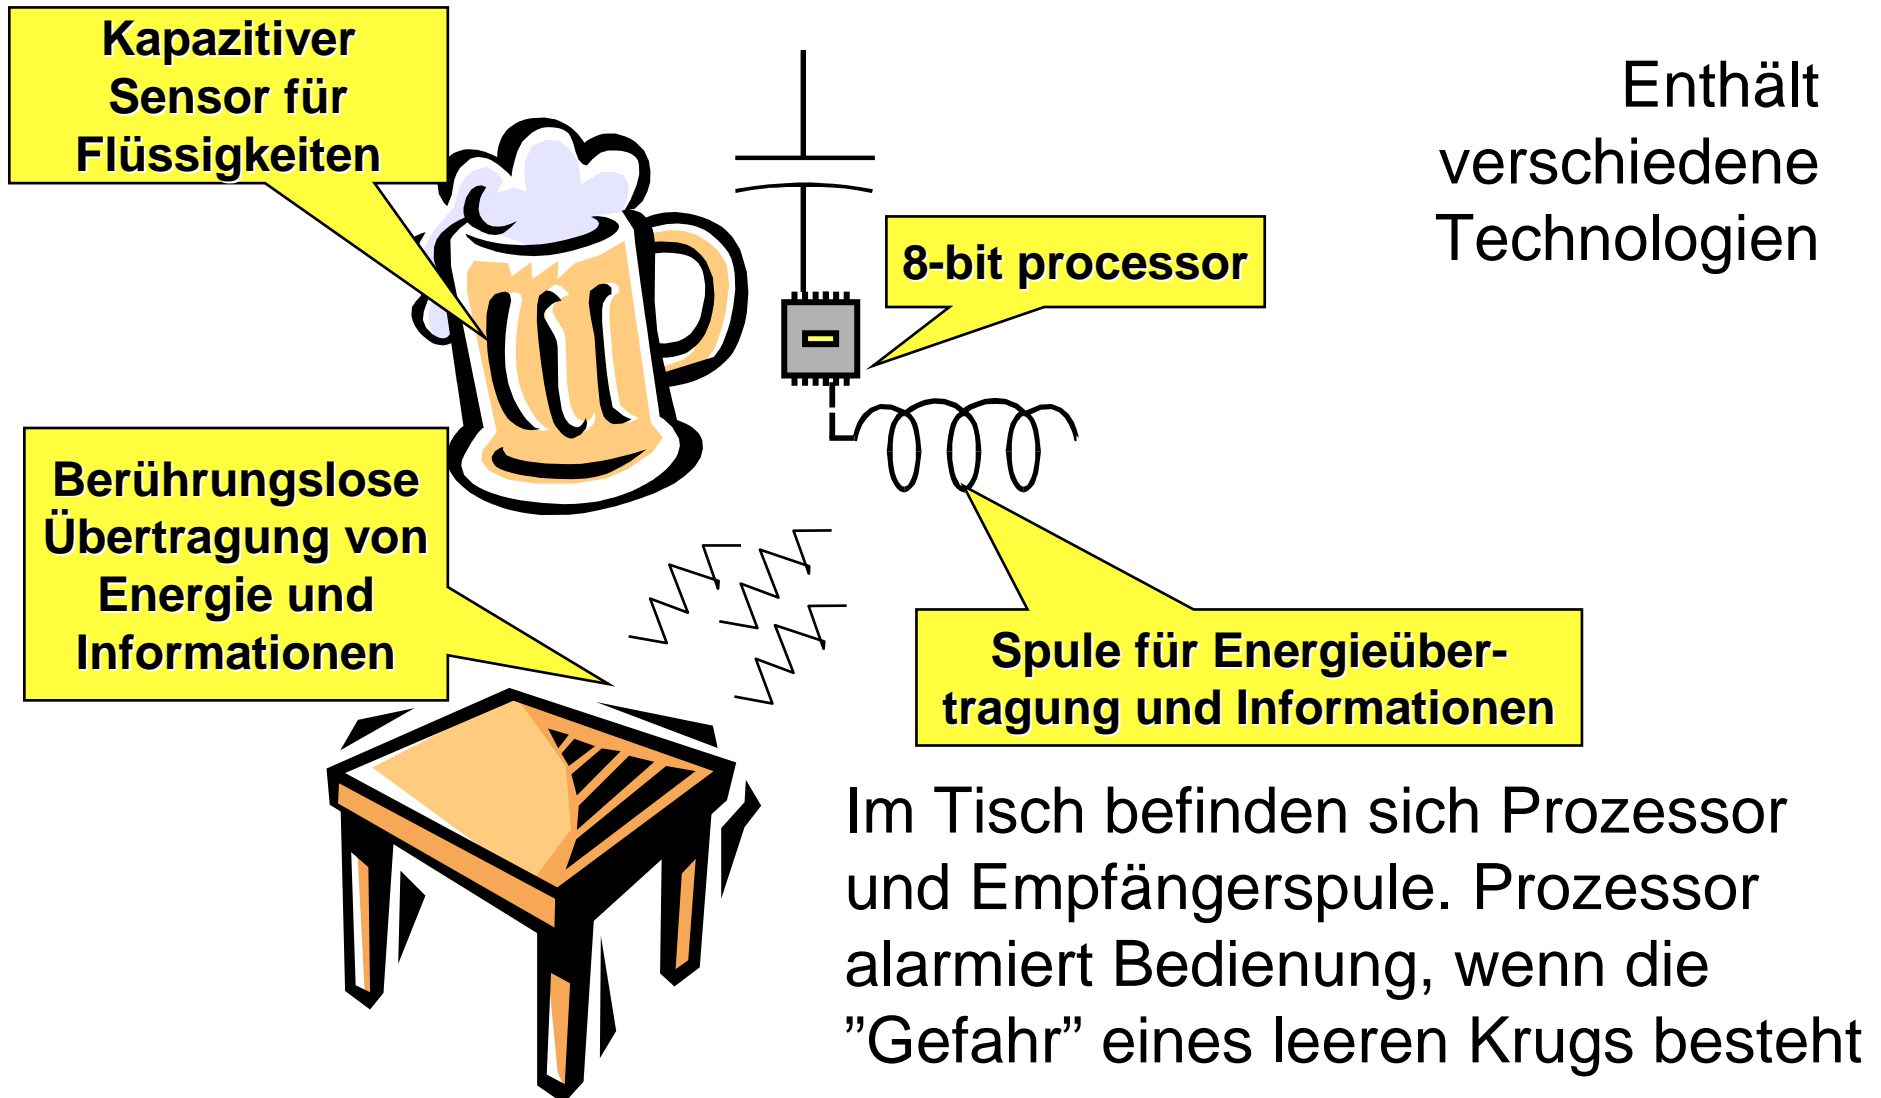 Kapazitiver
Sensor für
Flüssigkeiten
Enthält
verschiedene
Technologien
8-bit processor
Berührungslose
Übertragung von
Energie und
Informationen
Spule für Energieüber-
tragung und Informationen
Im Tisch befinden sich Prozessor
und Empfängerspule. Prozessor
alarmiert Bedienung, wenn die
”Gefahr” eines leeren Krugs besteht